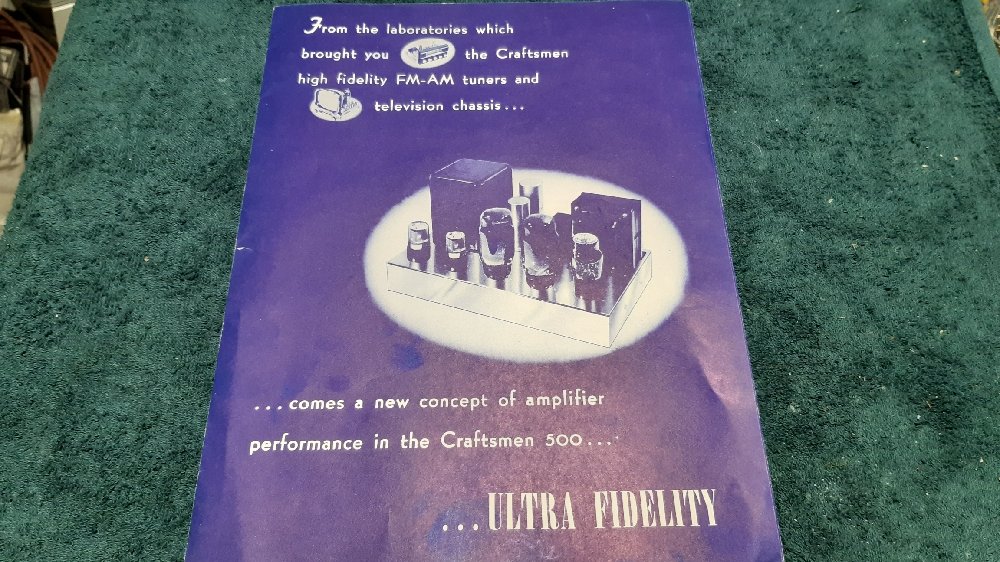 From the laboratories which
brought you the Craftsmen
high fidelity FM-AM tuners and
television chassis...
...comes a new concept of amplifier
performance in the Craftsmen 500...
...ULTRA FIDELITY